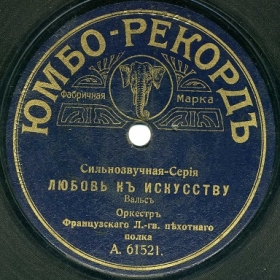 ЮМБО-РЕКОРДЪ
Фабричная Марка
Сильнозвучная-Серія
ЛЮБОВЬ КЪ ИСКУССТВУ
Вальсъ
Оркестръ
Французскаго Л.-гв. пѣхотнаго
полка
А. 61521.